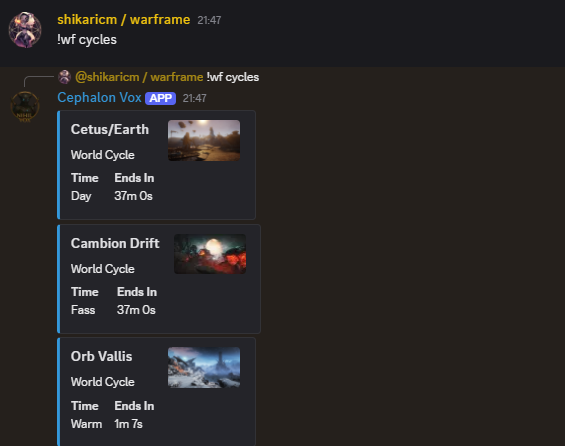 shikaricm / warframe 21:47
!wf cycles
@shikaricm / warframe !wf cycles
Cephalon Vox APP 21:47
Cetus/Earth
World Cycle
Time Ends In
Day 37m 0s
Cambion Drift
World Cycle
Time Ends In
Fass 37m 0s
Orb Vallis
World Cycle
Time Ends In
Warm 1m 7s